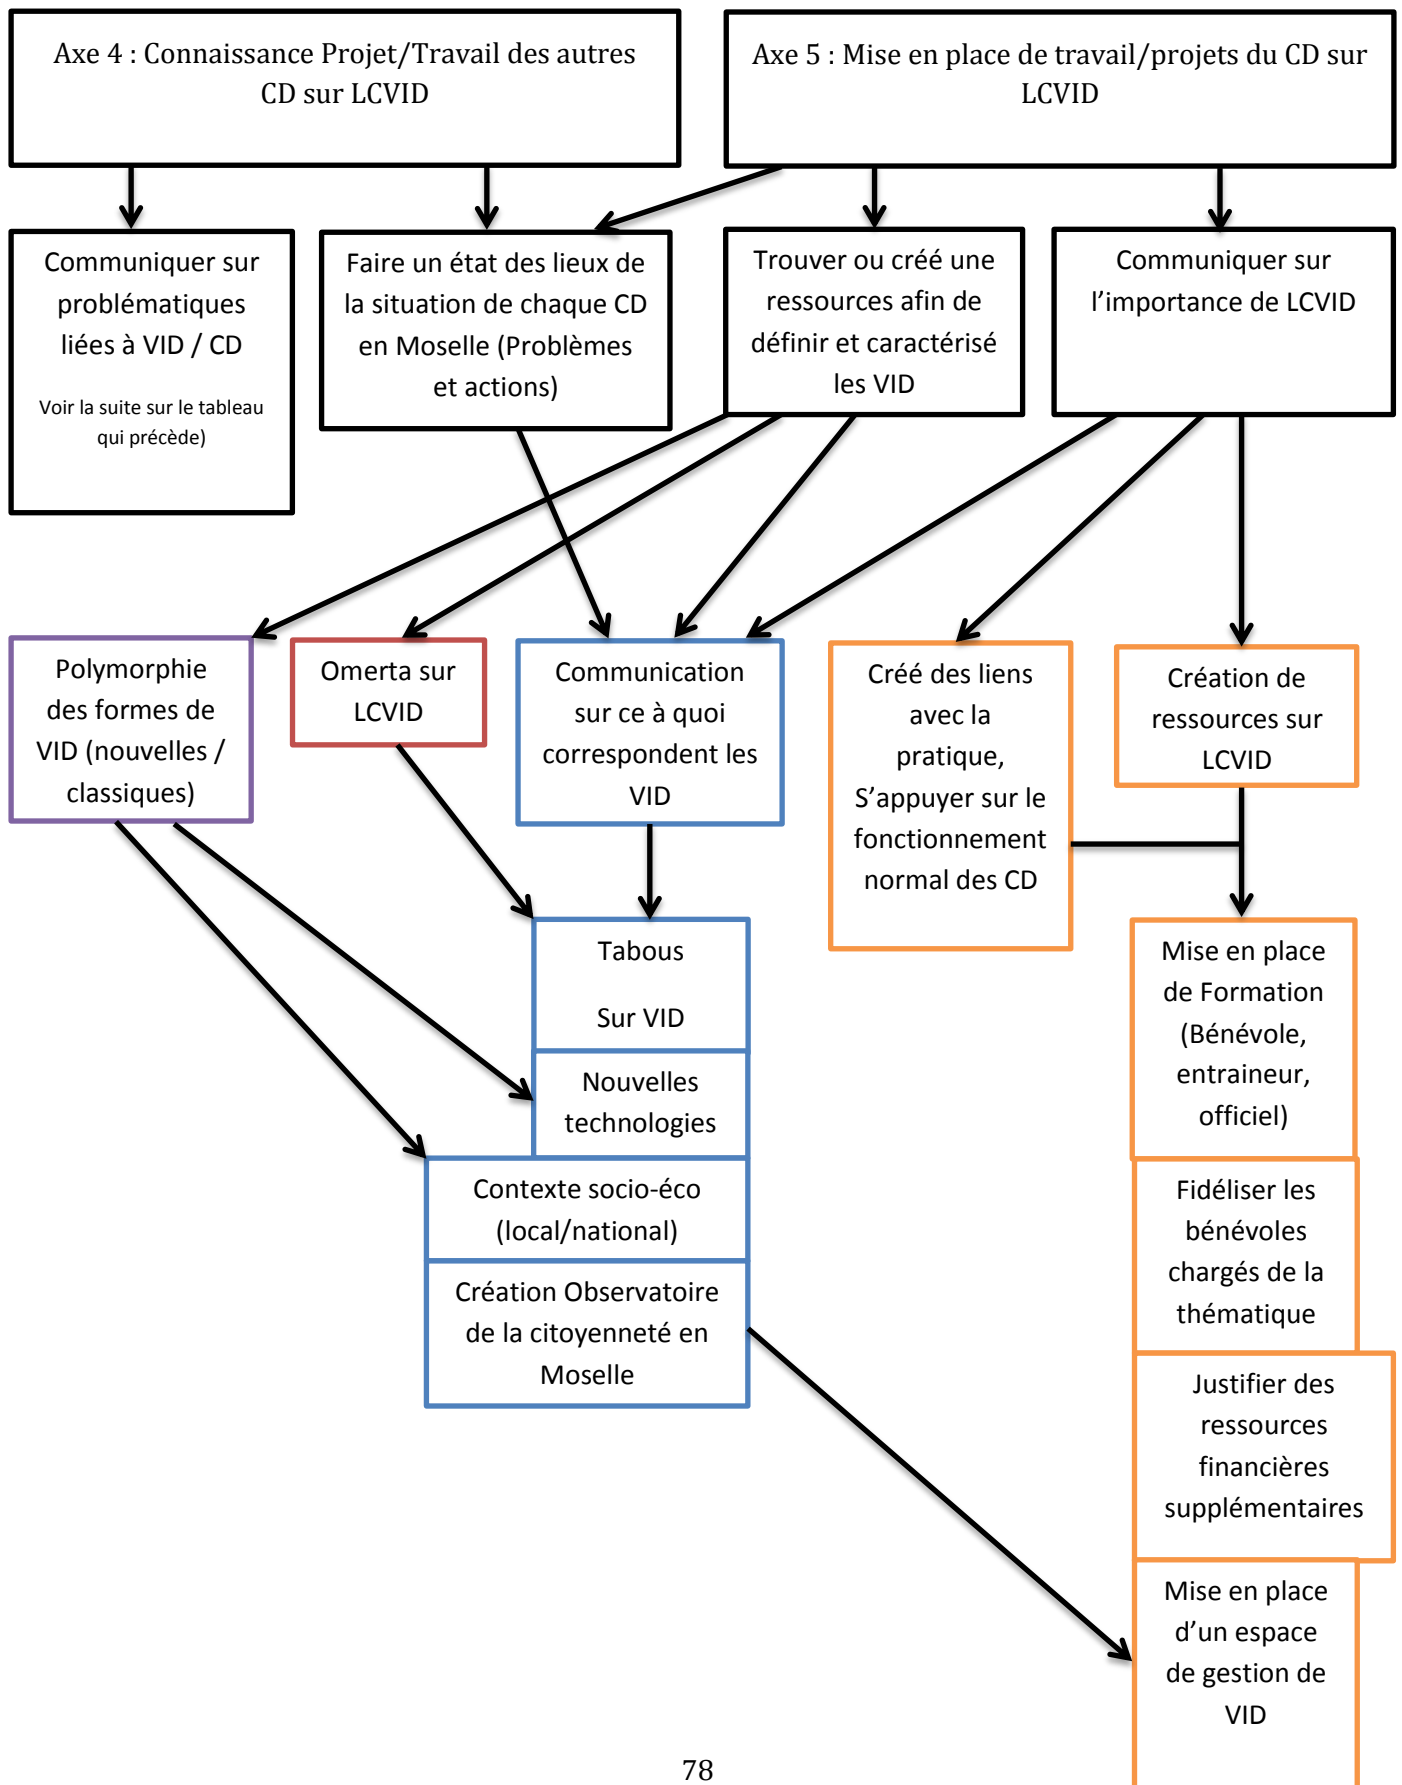 Axe 4 : Connaissance Projet/Travail des autres
CD sur LCVID
Axe 5 : Mise en place de travail/projets du CD sur
LCVID
Communiquer sur
problématiques
liées à VID / CD
Voir la suite sur le tableau
qui précède)
Faire un état des lieux de
la situation de chaque CD
en Moselle (Problèmes
et actions)
Trouver ou créé une
ressources afin de
définir et caractérisé
les VID
Communiquer sur
l’importance de LCVID
Polymorphie
des formes de
VID (nouvelles /
classiques)
Omerta sur
LCVID
Communication
sur ce à quoi
correspondent les
VID
Créé des liens
avec la
pratique,
S’appuyer sur le
fonctionnement
normal des CD
Création de
ressources sur
LCVID
Tabous
Sur VID
Nouvelles
technologies
Contexte socio-éco
(local/national)
Création Observatoire
de la citoyenneté en
Moselle
Mise en place
de Formation
(Bénévole,
entraineur,
officiel)
Fidéliser les
bénévoles
chargés de la
thématique
Justifier des
ressources
financières
supplémentaires
Mise en place
d’un espace
de gestion de
VID
78